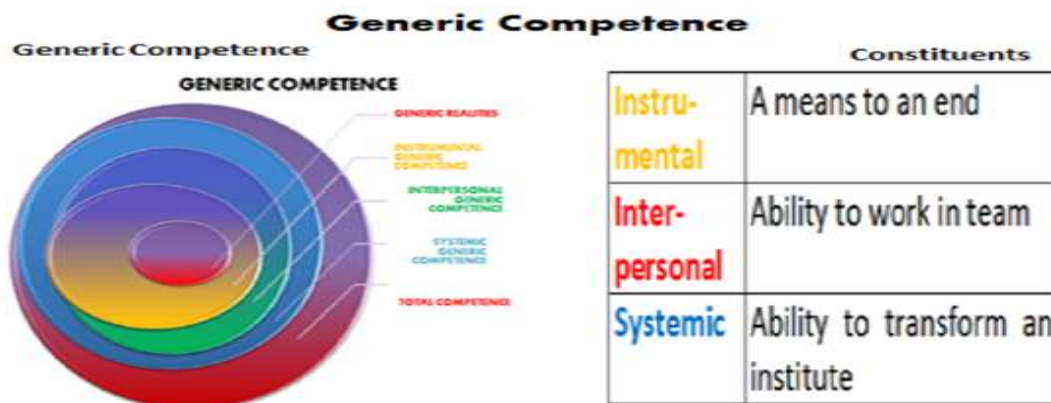 Generic Competence
Generic Competence
GENERIC COMPETENCE
GENERIC REALITIES
INSTRUMENTAL
GENERIC
COMPETENCE
INTERPERSONAL
GENERIC
COMPETENCE
SYSTEMIC
GENERIC
COMPETENCE
TOTAL COMPETENCE
Constituents
Instru-
mental
A means to an end
Inter-
personal
Ability to work in team
Systemic
Ability to transform an
institute